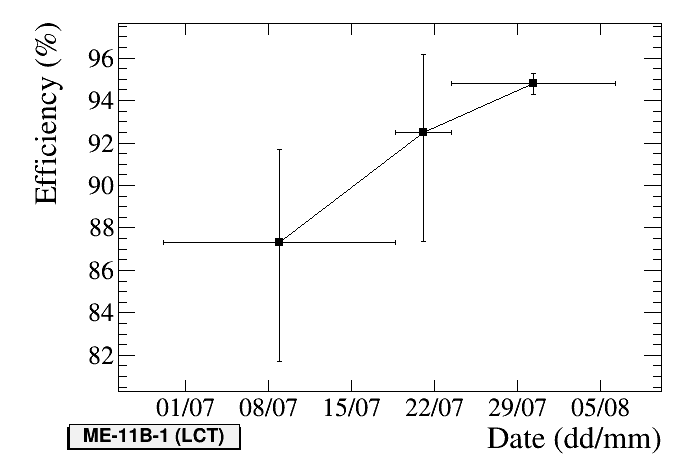 Efficiency (%)
96
94
92
90
88
86
84
82
01/07 08/07 15/07 22/07 29/07 05/08
ME-11B-1 (LCT)
Date (dd/mm)